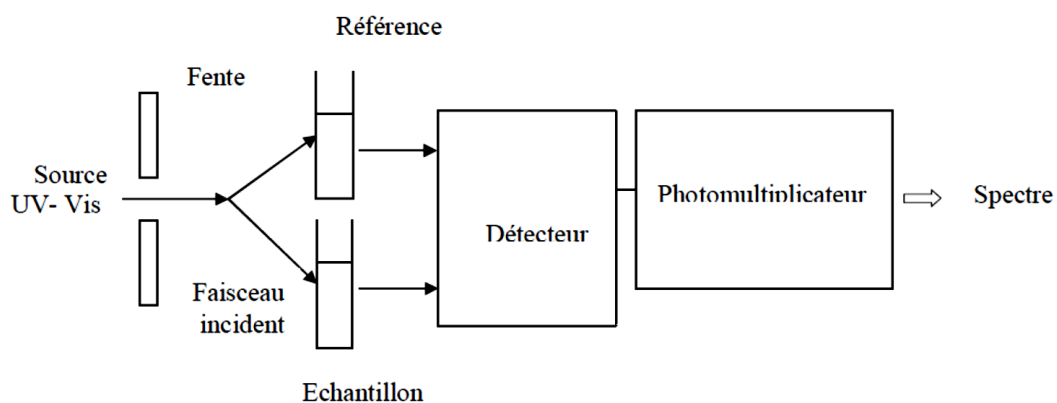 Référence
Fente
Source
UV- Vis
Photomultiplicateur
Spectre
Détecteur
Faisceau
incident
Echantillon